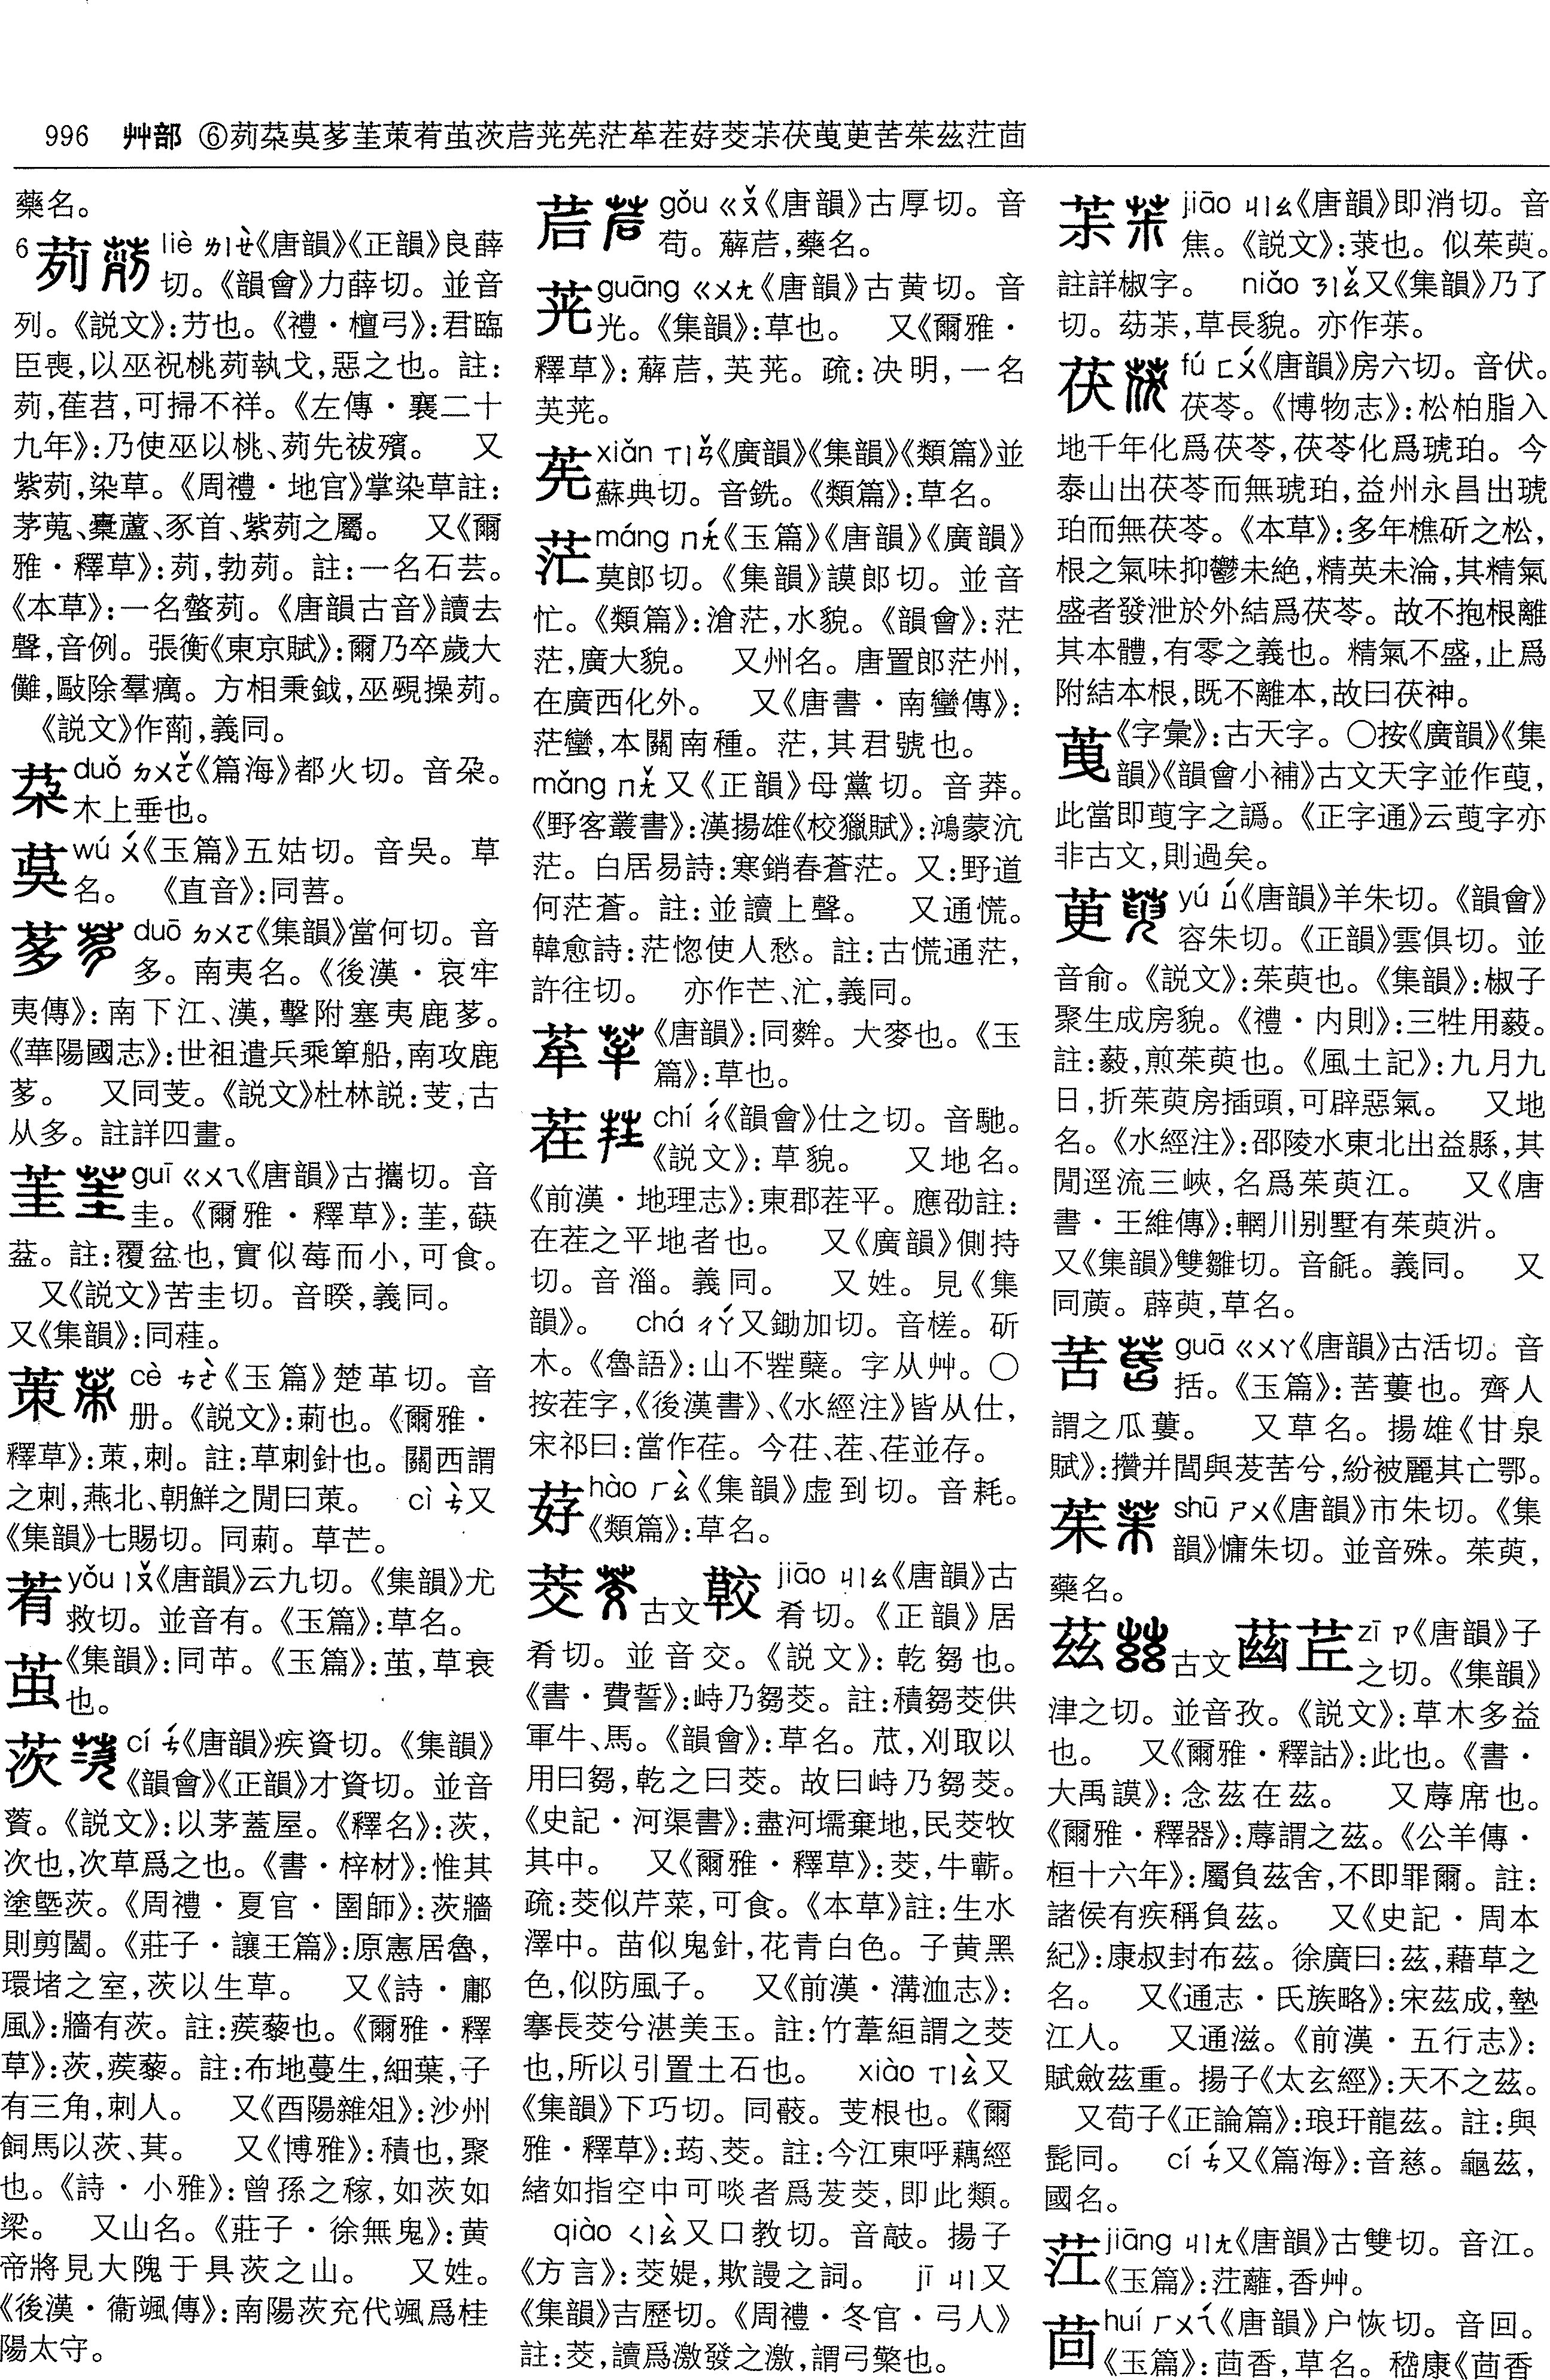 996 艸部 ⑥茢茤茣茤茥茦䓊茁茨茩茪茪茫茟茬茠茭茮茯莄茰苦茱茲茳茴
藥名。
6茢 liè ㄌㄧㄝˋ《唐韻》《正韻》良薛
切。《韻會》力薛切。並音
列。《説文》:艻也。《禮·檀弓》:君臨
臣喪,以巫祝桃茢執戈,惡之也。註:
茢,萑苕,可掃不祥。《左傳·襄二十
九年》:乃使巫以桃、茢先祓殯。 又
紫茢,染草。《周禮·地官》掌染草註:
茅蒐、橐蘆、豕首、紫茢之屬。 又《爾
雅·釋草》:茢,勃茢。註:一名石芸。
《本草》:一名螫茢。《唐韻古音》讀去
聲,音例。張衡《東京賦》:爾乃卒歲大
儺,毆除羣癘。方相秉鉞,巫覡操茢。
《説文》作䓶,義同。
duǒ ㄉㄨㄛˇ《篇海》都火切。音朶。
木上垂也。
茣 wú ㄨˊ《玉篇》五姑切。音吳。草
名。 《直音》:同䓊。
茤 duō ㄉㄨㄛ《集韻》當何切。音
多。南夷名。《後漢·哀牢
夷傳》:南下江、漢,擊附塞夷鹿茤。
《華陽國志》:世祖遣兵乘箄船,南攻鹿
茤。 又同芰。《説文》杜林説:芰,古
从多。註詳四畫。
茥 guī ㄍㄨㄟ《唐韻》古攜切。音
圭。《爾雅·釋草》:茥,蒛
葐。註:覆盆也,實似莓而小,可食。
又《説文》苦圭切。音暌,義同。
又《集韻》:同蓕。
茦 cè ㄘㄜˋ《玉篇》楚革切。音
册。《説文》:莿也。《爾雅·
釋草》:茦,刺。註:草刺針也。關西謂
之刺,燕北、朝鮮之閒曰茦。 cì ㄘˋ又
《集韻》七賜切。同莿。草芒。
yǒu ㄧㄡˇ《唐韻》云九切。《集韻》尤
救切。並音有。《玉篇》:草名。
《集韻》:同芾。《玉篇》:茧,草衰
也。
茨 cí ㄘˊ《唐韻》疾資切。《集韻》
《韻會》《正韻》才資切。並音
薋。《説文》:以茅蓋屋。《釋名》:茨,
次也,次草爲之也。《書·梓材》:惟其
塗塈茨。《周禮·夏官·圉師》:茨牆
則剪闔。《莊子·讓王篇》:原憲居魯,
環堵之室,茨以生草。 又《詩·鄘
風》:牆有茨。註:蒺藜也。《爾雅·釋
草》:茨,蒺藜。註:布地蔓生,細葉,子
有三角,刺人。 又《酉陽雜俎》:沙州
飼馬以茨、萁。 又《博雅》:積也,聚
也。《詩·小雅》:曾孫之稼,如茨如
梁。 又山名。《莊子·徐無鬼》:黄
帝將見大隗于具茨之山。 又姓。
《後漢·衞颯傳》:南陽茨充代颯爲桂
陽太守。
茩 gǒu ㄍㄡˇ《唐韻》古厚切。音
苟。薢茩,藥名。
茪 guāng ㄍㄨㄤ《唐韻》古黄切。音
光。《集韻》:草也。 又《爾雅·
釋草》:薢茩,英茪。疏:决明,一名
英茪。
xiǎn ㄒㄧㄢˇ《廣韻》《集韻》《類篇》並
蘇典切。音銑。《類篇》:草名。
茫 máng ㄇㄤˊ《玉篇》《唐韻》《廣韻》
莫郎切。《集韻》謨郎切。並音
忙。《類篇》:滄茫,水貌。《韻會》:茫
茫,廣大貌。 又州名。唐置郎茫州,
在廣西化外。 又《唐書·南蠻傳》:
茫蠻,本關南種。茫,其君號也。
mǎng ㄇㄤˇ又《正韻》母黨切。音莽。
《野客叢書》:漢揚雄《校獵賦》:鴻蒙沆
茫。白居易詩:寒銷春蒼茫。又:野道
何茫蒼。註:並讀上聲。 又通慌。
韓愈詩:茫惚使人愁。註:古慌通茫,
許往切。 亦作芒、汒,義同。
《唐韻》:同麰。大麥也。《玉
篇》:草也。
茬 chí ㄔˊ《韻會》仕之切。音馳。
《説文》:草貌。 又地名。
《前漢·地理志》:東郡茬平。應劭註:
在茬之平地者也。 又《廣韻》側持
切。音淄。義同。 又姓。見《集
韻》。 chá ㄔㄚˊ又鋤加切。音槎。斫
木。《魯語》:山不茬蘖。字从艸。○
按茬字,《後漢書》、《水經注》皆从仕,
宋祁曰:當作茬。今茌、茬、荏並存。
hào ㄏㄠˋ《集韻》虚到切。音耗。
《類篇》:草名。
茭 古文 jiāo ㄐㄧㄠ《唐韻》古
肴切。《正韻》居
肴切。並音交。《説文》:乾芻也。
《書·費誓》:峙乃芻茭。註:積芻茭供
軍牛、馬。《韻會》:草名。苽,刈取以
用曰芻,乾之曰茭。故曰峙乃芻茭。
《史記·河渠書》:盡河壖棄地,民茭牧
其中。 又《爾雅·釋草》:茭,牛蘄。
疏:茭似芹菜,可食。《本草》註:生水
澤中。苗似鬼針,花青白色。子黄黑
色,似防風子。 又《前漢·溝洫志》:
搴長茭兮湛美玉。註:竹葦絙謂之茭
也,所以引置土石也。 xiào ㄒㄧㄠˋ又
《集韻》下巧切。同䕧。芰根也。《爾
雅·釋草》:茒、茭。註:今江東呼藕經
緒如指空中可啖者爲茇茭,即此類。
qiào ㄑㄧㄠˋ又口教切。音敲。揚子
《方言》:茭媞,欺謾之詞。 jī ㄐㄧ又
《集韻》吉歷切。《周禮·冬官·弓人》
註:茭,讀爲激發之激,謂弓檠也。
茮 jiāo ㄐㄧㄠ《唐韻》即消切。音
焦。《説文》:莍也。似茱萸。
註詳椒字。 niǎo ㄋㄧㄠˇ又《集韻》乃了
切。䒼茮,草長貌。亦作茶。
茯 fú ㄈㄨˊ《唐韻》房六切。音伏。
茯苓。《博物志》:松柏脂入
地千年化爲茯苓,茯苓化爲琥珀。今
泰山出茯苓而無琥珀,益州永昌出琥
珀而無茯苓。《本草》:多年樵斫之松,
根之氣味抑鬱未絶,精英未淪,其精氣
盛者發泄於外結爲茯苓。故不抱根離
其本體,有零之義也。精氣不盛,止爲
附結本根,既不離本,故曰茯神。
《字彙》:古天字。○按《廣韻》《集
韻》《韻會小補》古文天字並作𦰹,
此當即𦰹字之譌。《正字通》云𦰹字亦
非古文,則過矣。
茰 yú ㄩˊ《唐韻》羊朱切。《韻會》
容朱切。《正韻》雲俱切。並
音俞。《説文》:茱萸也。《集韻》:椒子
聚生成房貌。《禮·内則》:三牲用藙。
註:藙,煎茱萸也。《風土記》:九月九
日,折茱萸房插頭,可辟惡氣。 又地
名。《水經注》:邵陵水東北出益縣,其
閒逕流三峽,名爲茱萸江。 又《唐
書·王維傳》:輞川别墅有茱萸沜。
又《集韻》雙雛切。音毹。義同。 又
同蕍。薜萸,草名。
guā ㄍㄨㄚ《唐韻》古活切。音
括。《玉篇》:苦蔞也。齊人
謂之瓜蔞。 又草名。揚雄《甘泉
賦》:攢并閭與茇苦兮,紛被麗其亡鄂。
茱 shū ㄕㄨ《唐韻》市朱切。《集
韻》慵朱切。並音殊。茱萸,
藥名。
茲 古文 zī ㄗ《唐韻》子
之切。《集韻》
津之切。並音孜。《説文》:草木多益
也。 又《爾雅·釋詁》:此也。《書·
大禹謨》:念茲在茲。 又蓐席也。
《爾雅·釋器》:蓐謂之茲。《公羊傳·
桓十六年》:屬負茲舍,不即罪爾。註:
諸侯有疾稱負茲。 又《史記·周本
紀》:康叔封布茲。徐廣曰:茲,藉草之
名。 又《通志·氏族略》:宋茲成,墊
江人。 又通滋。《前漢·五行志》:
賦斂茲重。揚子《太玄經》:天不之茲。
又荀子《正論篇》:琅玕龍茲。註:與
髭同。 cí ㄘˊ又《篇海》:音慈。龜茲,
國名。
茳 jiāng ㄐㄧㄤ《唐韻》古雙切。音江。
《玉篇》:茳蘺,香艸。
茴 huí ㄏㄨㄟˊ《唐韻》户恢切。音回。
《玉篇》:茴香,草名。嵇康《茴香